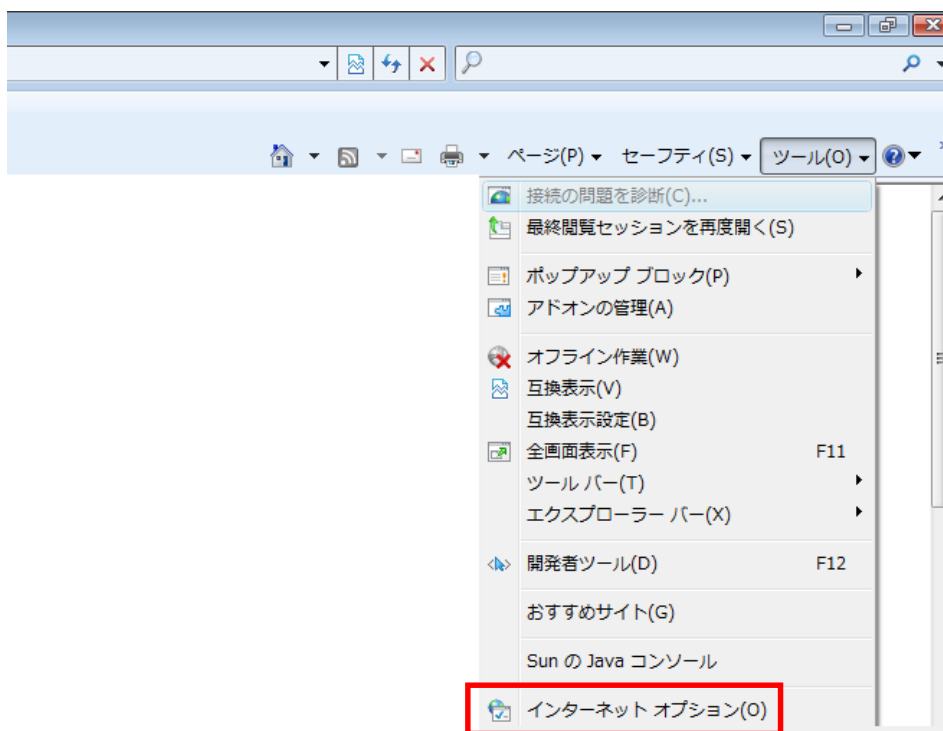 ページ(P) セーフティ(S) ツール(O)
接続の問題を診断(C)...
最終閲覧セッションを再度開く(S)
ポップアップ ブロック(P)
アドオンの管理(A)
オフライン作業(W)
互換表示(V)
互換表示設定(B)
全画面表示(F) F11
ツール バー(T)
エクスプローラー バー(X)
開発者ツール(D) F12
おすすめサイト(G)
Sun の Java コンソール
インターネット オプション(O)